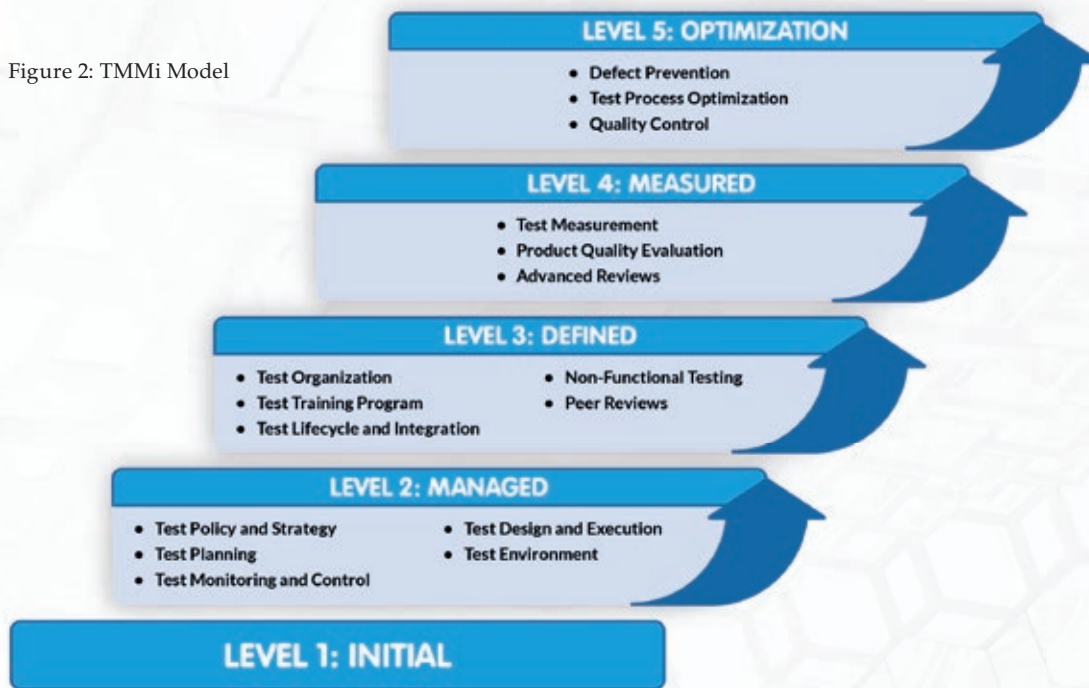 LEVEL 5: OPTIMIZATION
Figure 2: TMMi Model
• Defect Prevention
• Test Process Optimization
• Quality Control
LEVEL 4: MEASURED
• Test Measurement
• Product Quality Evaluation
• Advanced Reviews
LEVEL 3: DEFINED
• Test Organization
• Test Training Program
• Test Lifecycle and Integration
• Non-Functional Testing
• Peer Reviews
LEVEL 2: MANAGED
• Test Policy and Strategy
• Test Planning
• Test Monitoring and Control
• Test Design and Execution
• Test Environment
LEVEL 1: INITIAL